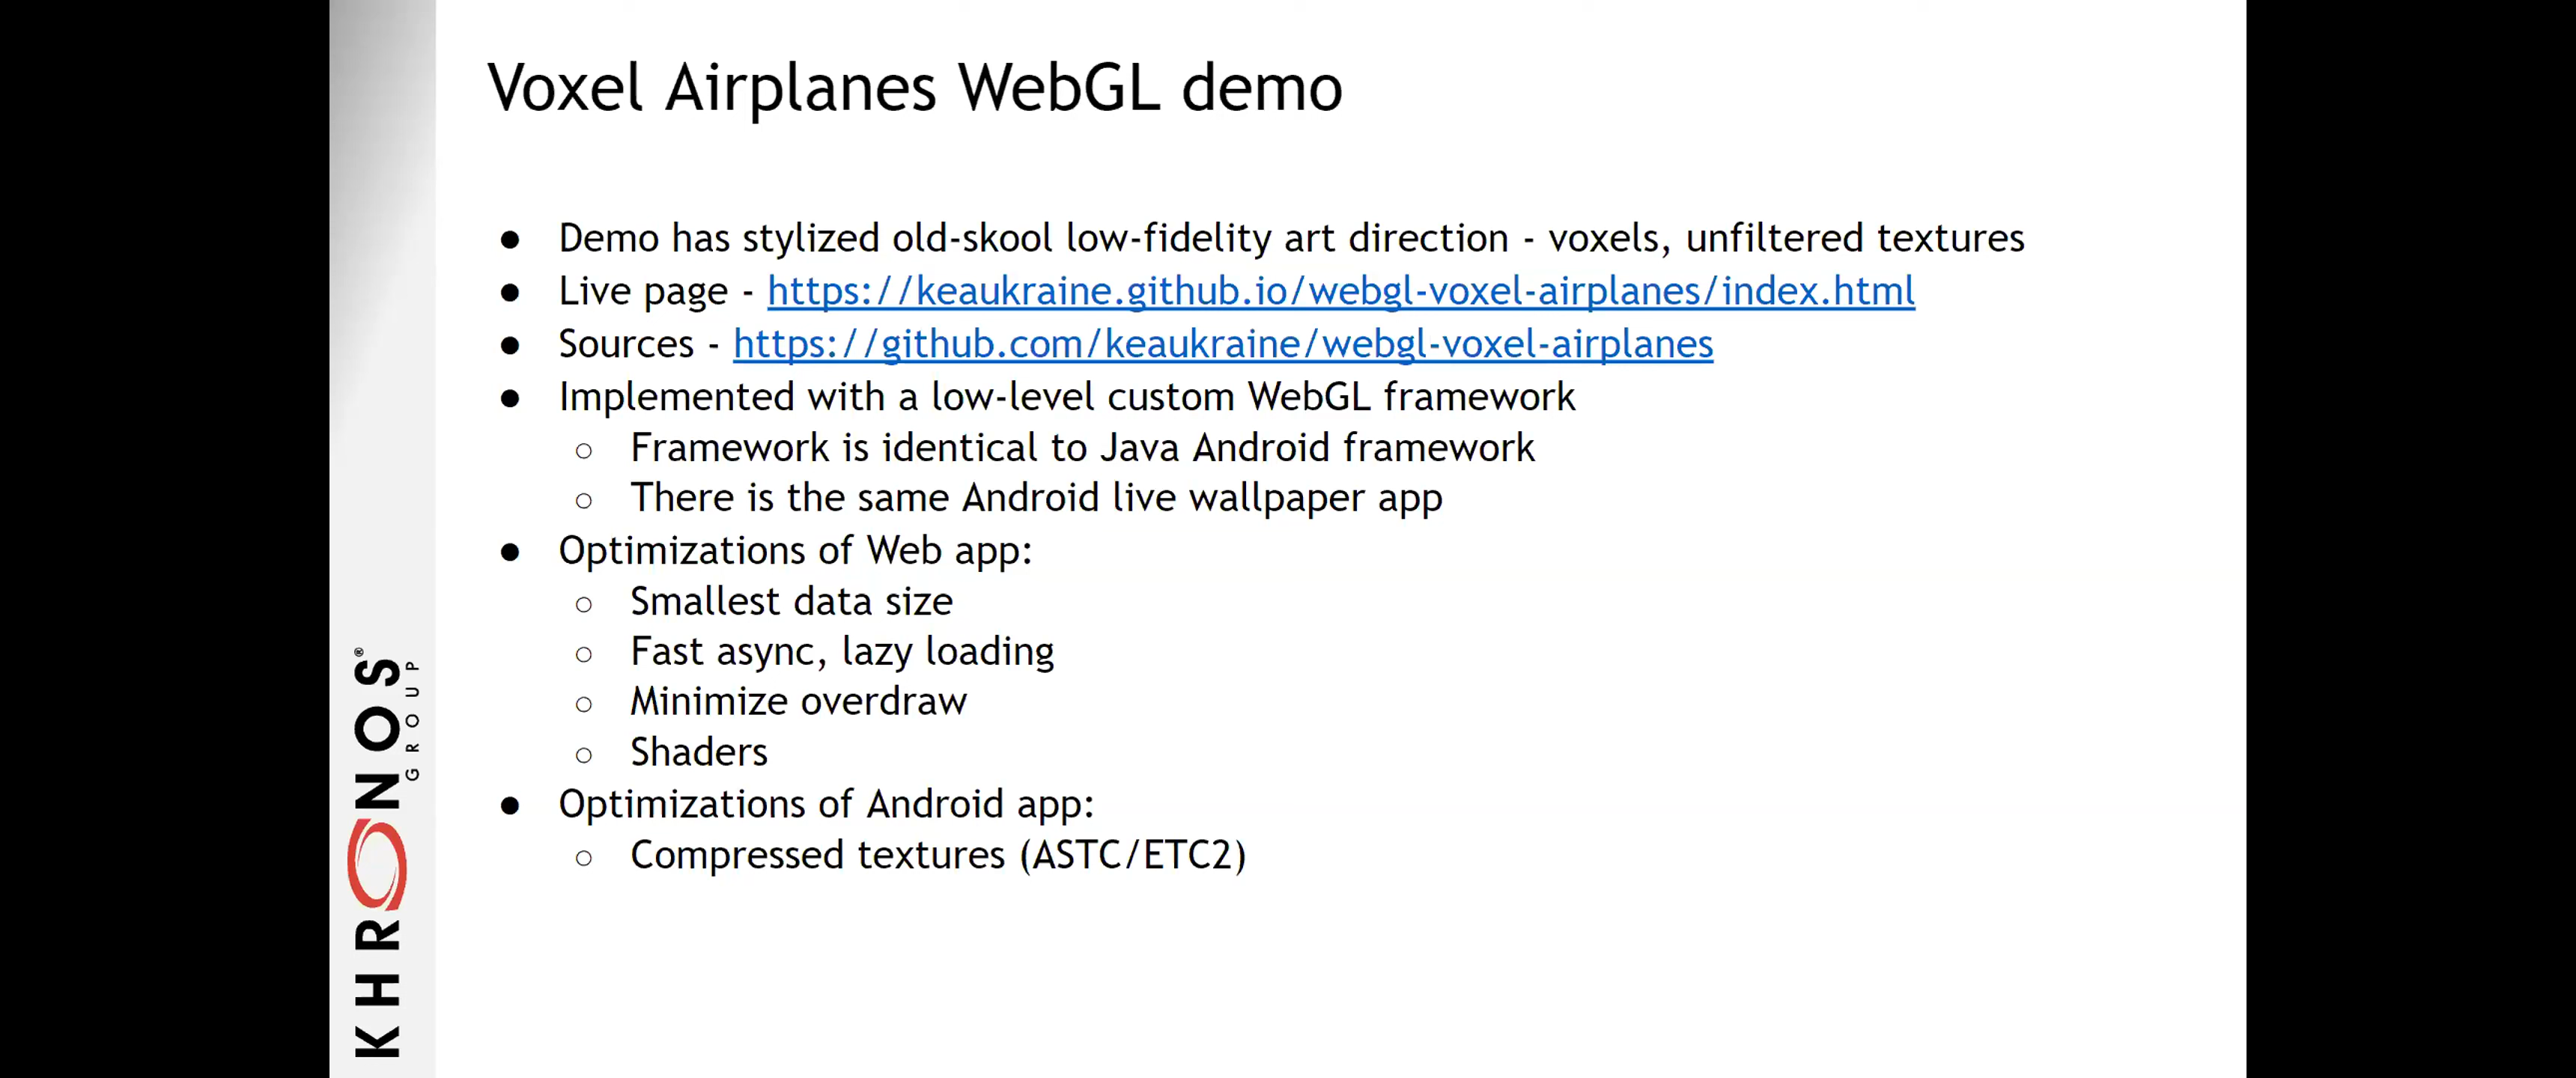 Voxel Airplanes WebGL demo
● Demo has stylized old-skool low-fidelity art direction - voxels, unfiltered textures
● Live page - https://keaukraine.github.io/webgl-voxel-airplanes/index.html
● Sources - https://github.com/keaukraine/webgl-voxel-airplanes
● Implemented with a low-level custom WebGL framework
○ Framework is identical to Java Android framework
○ There is the same Android live wallpaper app
● Optimizations of Web app:
○ Smallest data size
○ Fast async, lazy loading
○ Minimize overdraw
○ Shaders
● Optimizations of Android app:
○ Compressed textures (ASTC/ETC2)
KHRONOS®
GROUP